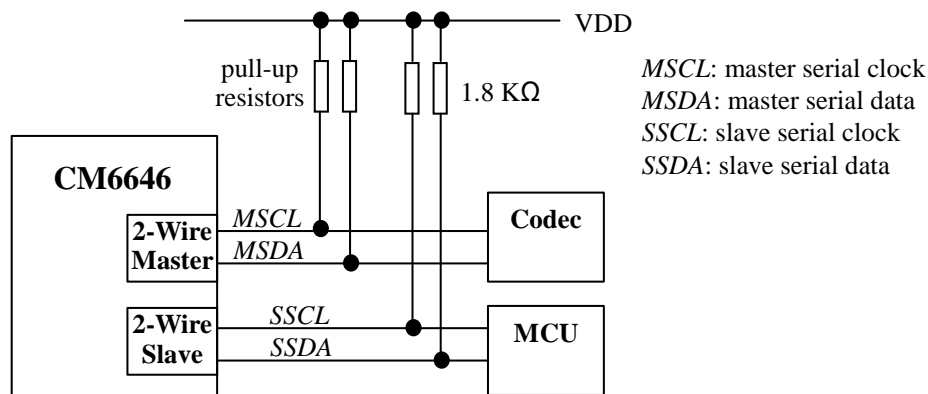 VDD
pull-up
resistors
1.8 KΩ
MSCL: master serial clock
MSDA: master serial data
SSCL: slave serial clock
SSDA: slave serial data
CM6646
2-Wire
Master
MSCL
MSDA
Codec
2-Wire
Slave
SSCL
SSDA
MCU